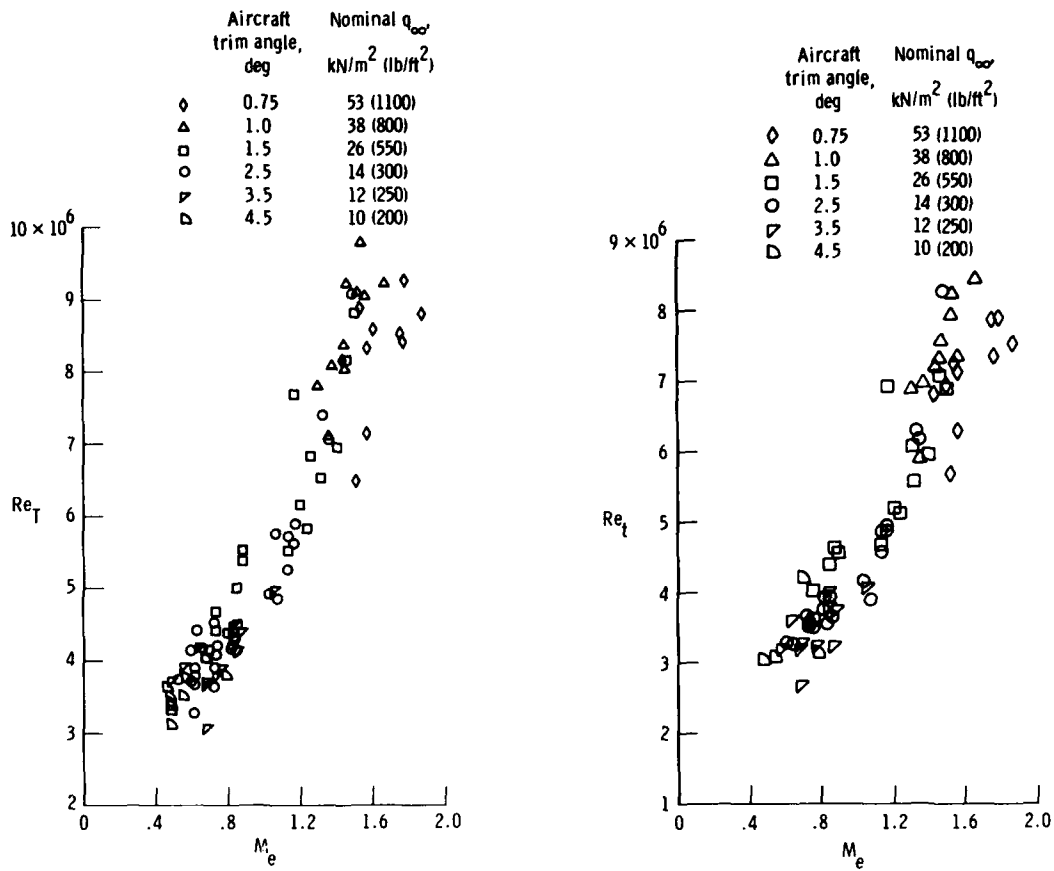 Aircraft trim angle, deg
Nominal q∞,
kN/m² (lb/ft²)
0.75 53 (1100)
1.0 38 (800)
1.5 26 (550)
2.5 14 (300)
3.5 12 (250)
4.5 10 (200)
10 × 10⁶
9
8
7
Re_T
6
5
4
3
2
0 .4 .8 1.2 1.6 2.0
M_e
Aircraft trim angle, deg
Nominal q∞,
kN/m² (lb/ft²)
0.75 53 (1100)
1.0 38 (800)
1.5 26 (550)
2.5 14 (300)
3.5 12 (250)
4.5 10 (200)
9 × 10⁶
8
7
6
Re_t
5
4
3
2
1
0 .4 .8 1.2 1.6 2.0
M_e